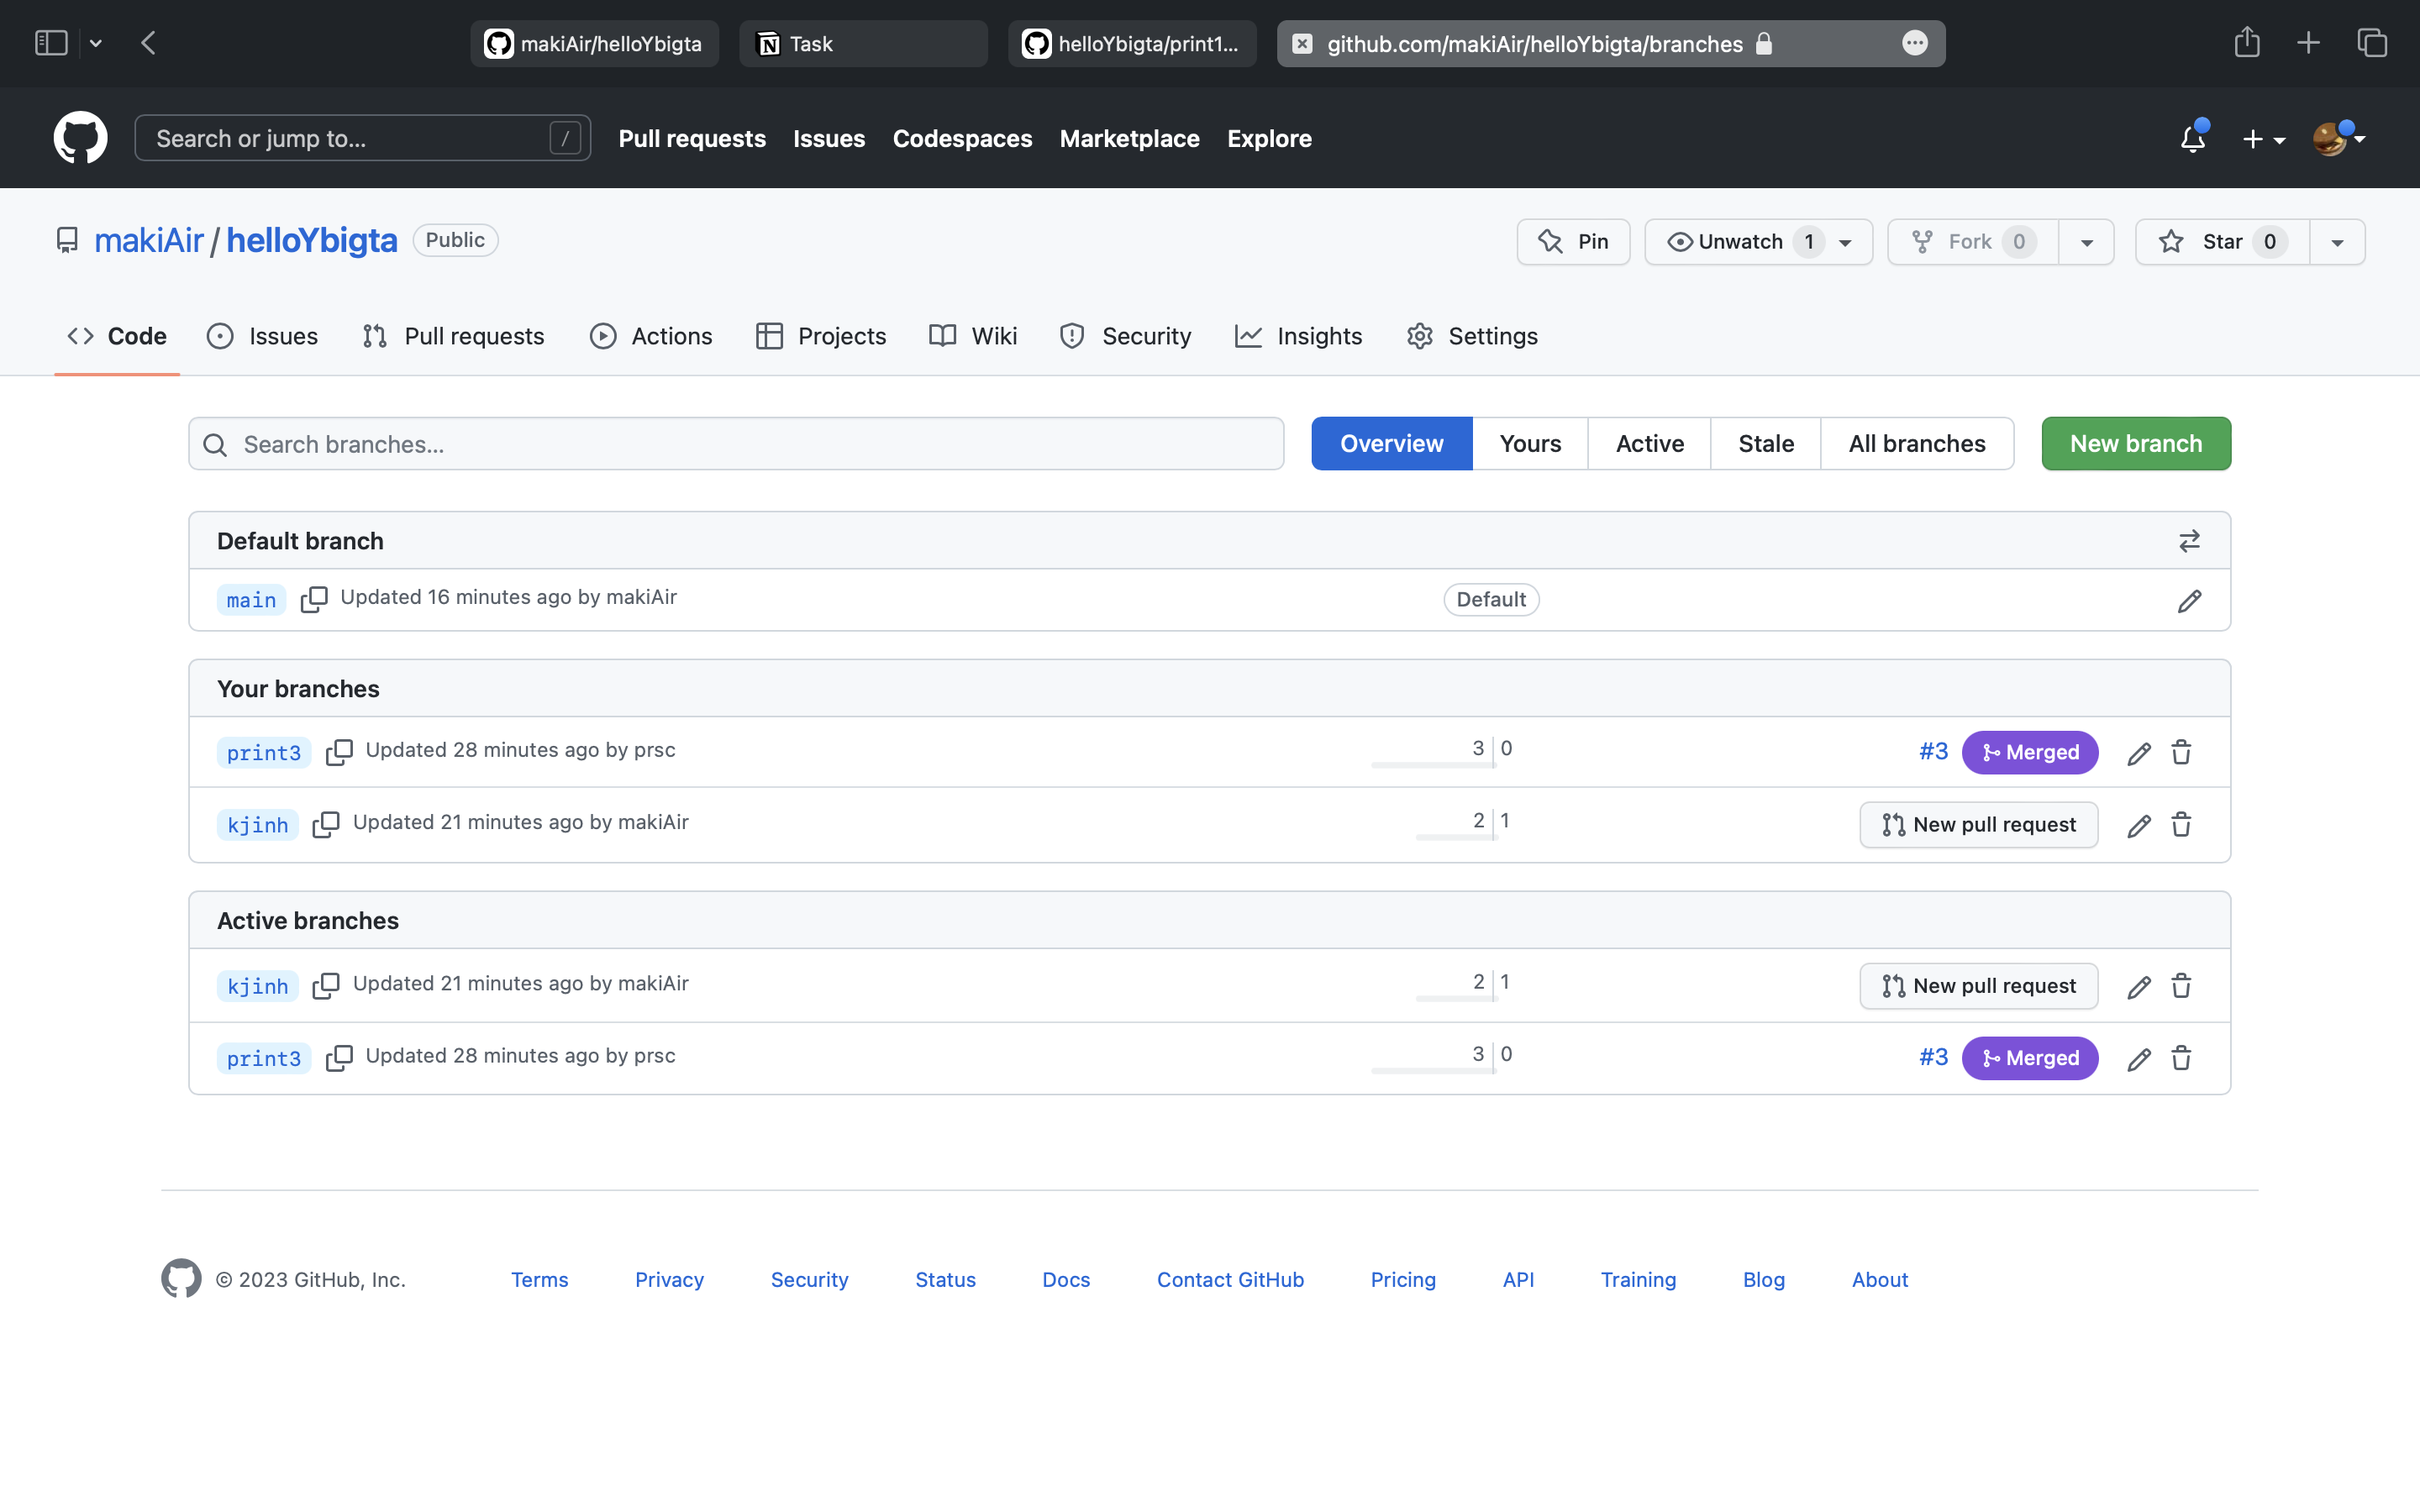 makiAir/helloYbigta Task helloYbigta/print1... github.com/makiAir/helloYbigta/branches
Search or jump to... / Pull requests Issues Codespaces Marketplace Explore
makiAir / helloYbigta Public Pin Unwatch 1 Fork 0 Star 0
Code Issues Pull requests Actions Projects Wiki Security Insights Settings
Search branches... Overview Yours Active Stale All branches New branch
Default branch
main Updated 16 minutes ago by makiAir Default
Your branches
print3 Updated 28 minutes ago by prsc 3 0 #3 Merged
kjinh Updated 21 minutes ago by makiAir 2 1 New pull request
Active branches
kjinh Updated 21 minutes ago by makiAir 2 1 New pull request
print3 Updated 28 minutes ago by prsc 3 0 #3 Merged
© 2023 GitHub, Inc. Terms Privacy Security Status Docs Contact GitHub Pricing API Training Blog About